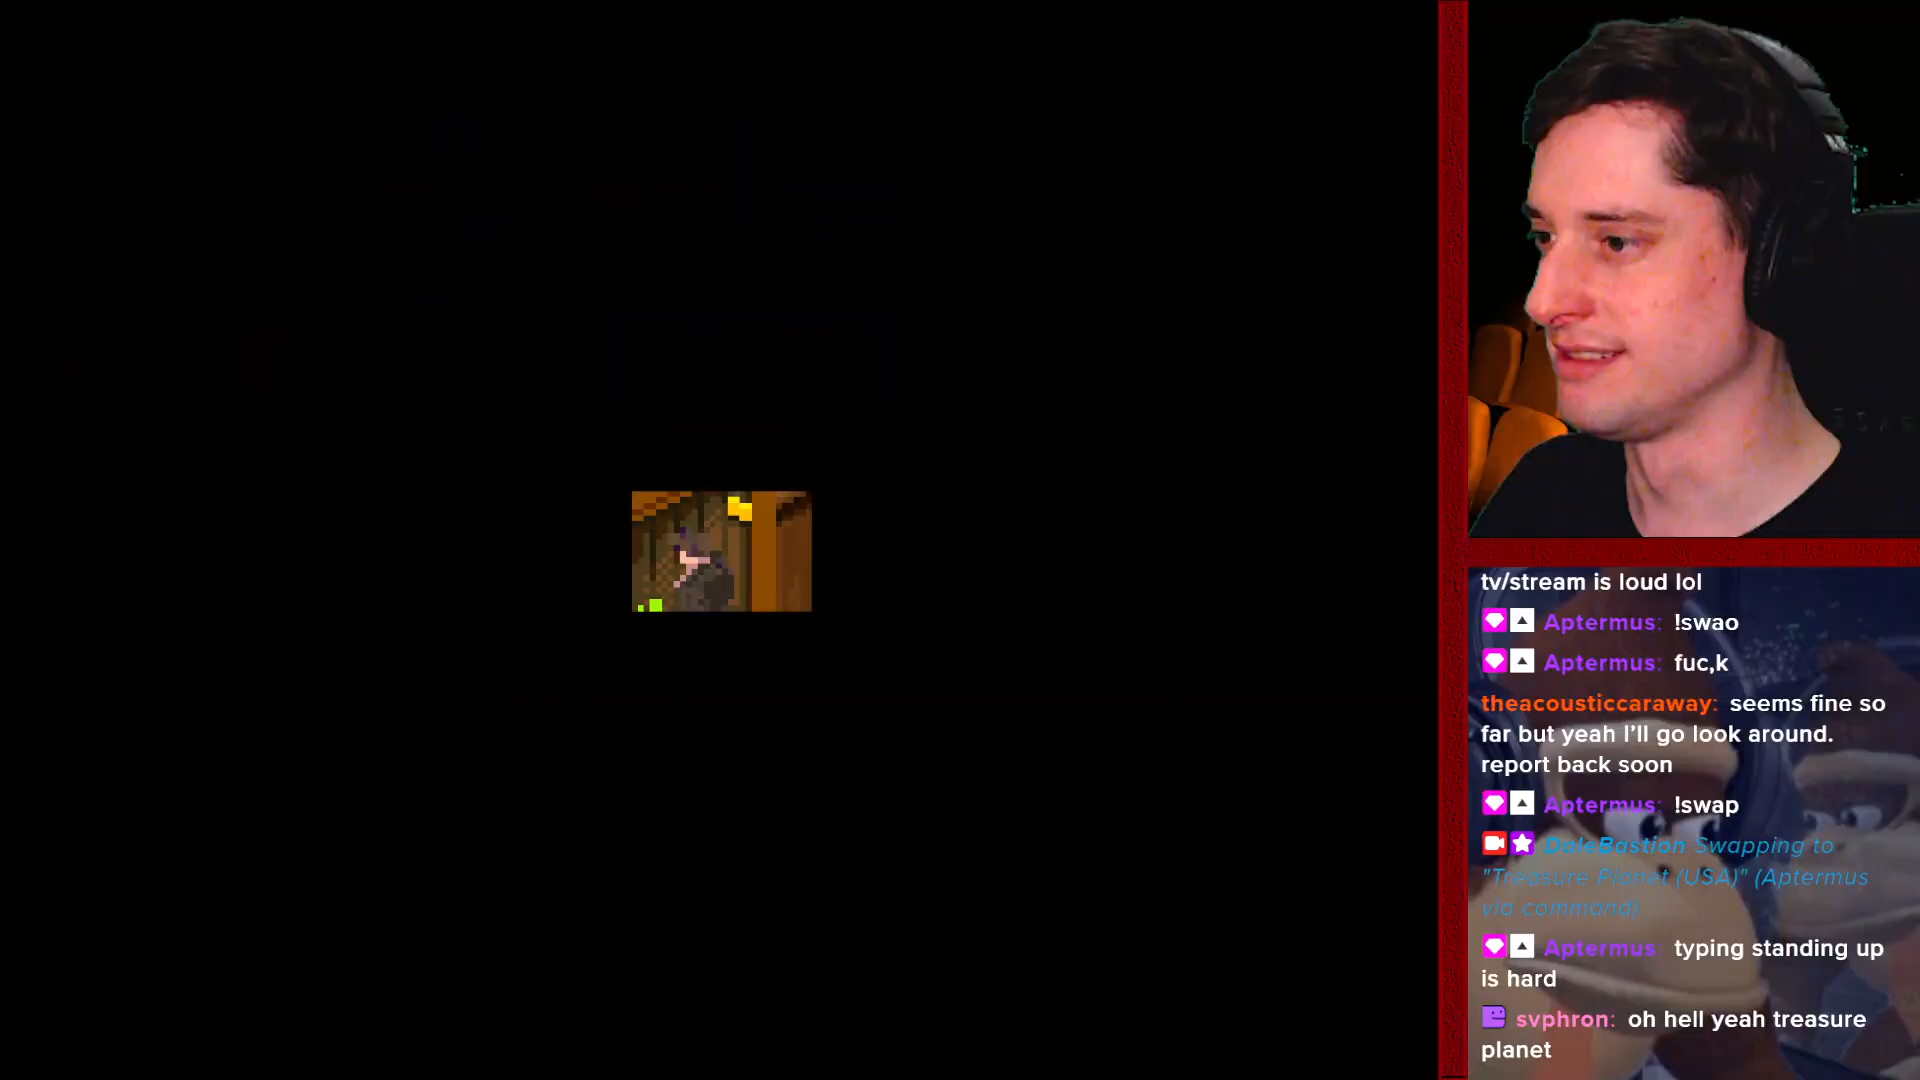 tv/stream is loud lol
Aptermus: !swao
Aptermus: fuc,k
theacousticcaraway: seems fine so
far but yeah I'll go look around.
report back soon
Aptermus: !swap
DaleBastion Swapping to
"Treasure Planet (USA)" (Aptermus
via command)
Aptermus: typing standing up
is hard
svphron: oh hell yeah treasure
planet